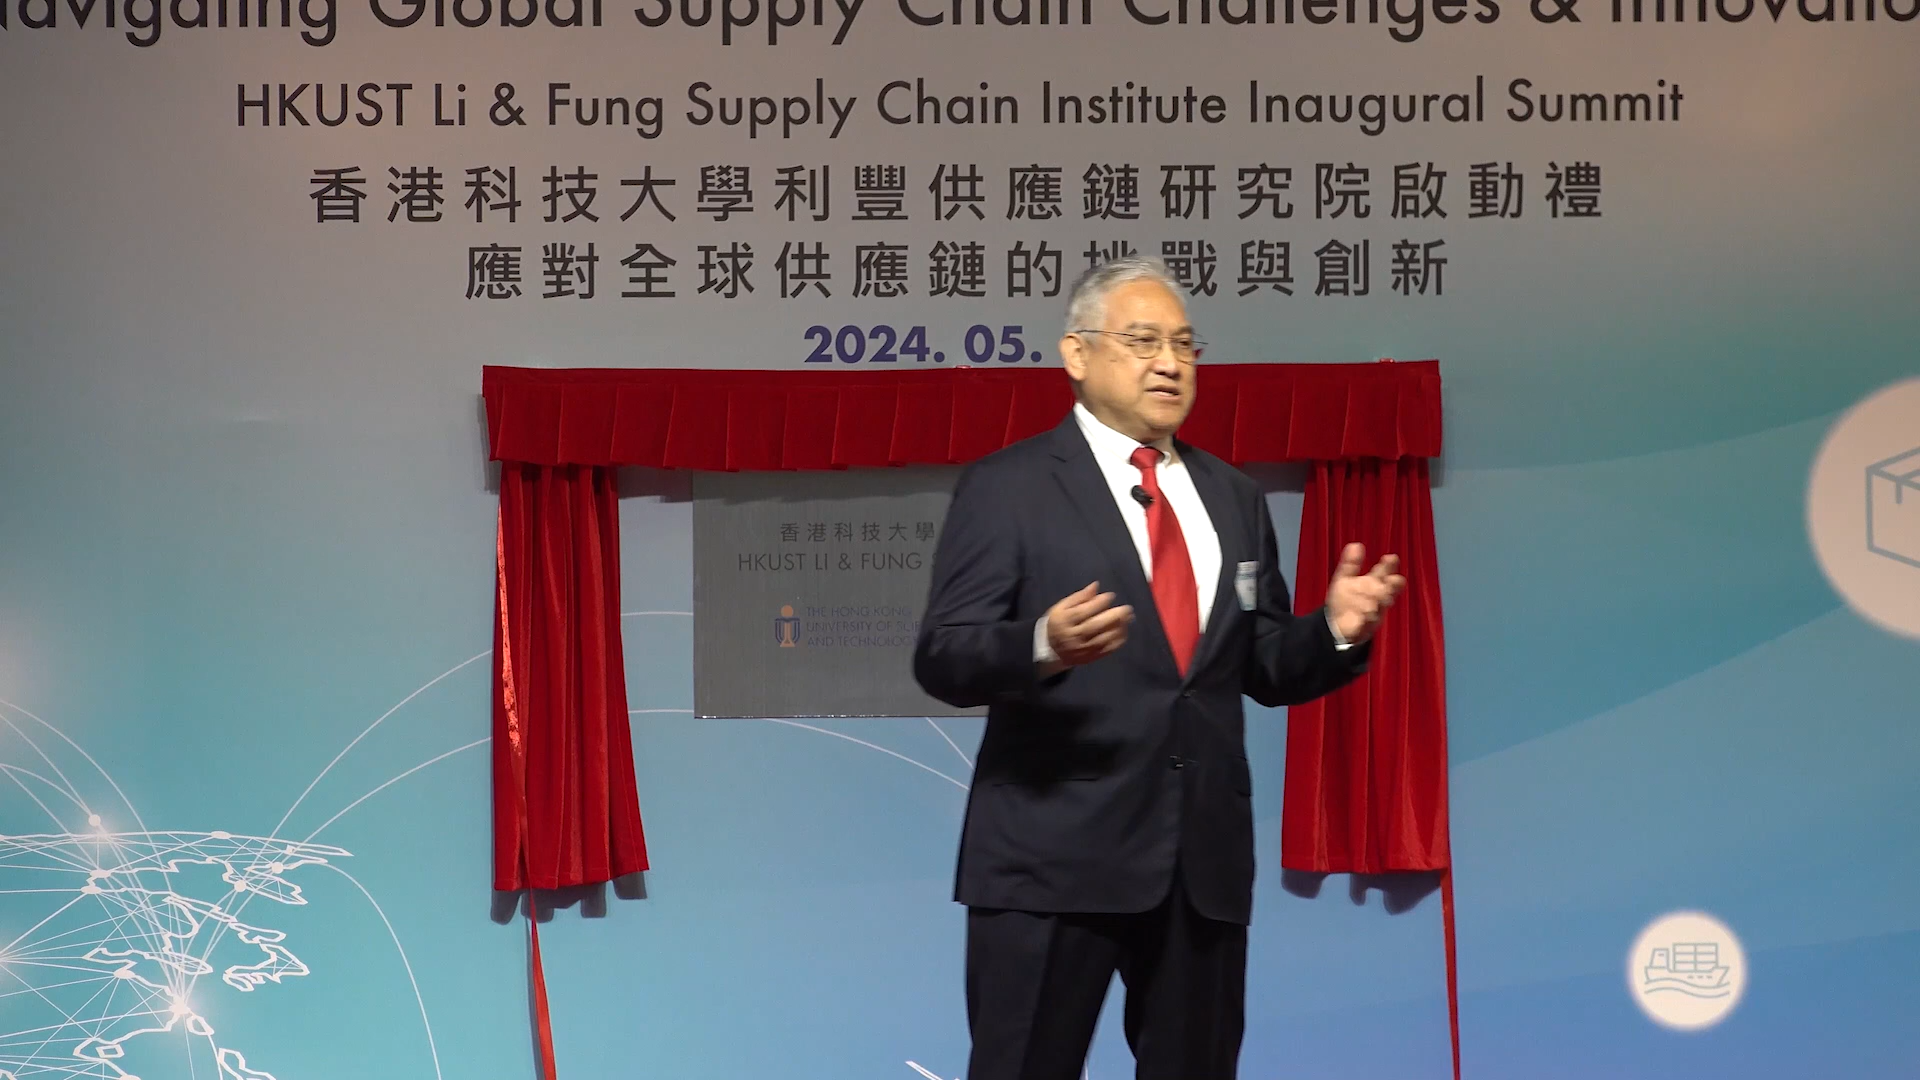 Navigating Global Supply Chain Challenges & Innovatio
HKUST Li & Fung Supply Chain Institute Inaugural Summit
香港科技大學利豐供應鏈研究院啟動禮
應對全球供應鏈的挑戰與創新
2024. 05.
香港科技大學
HKUST LI & FUNG S
THE HONG KONG
UNIVERSITY OF SCIE
AND TECHNOLOGY